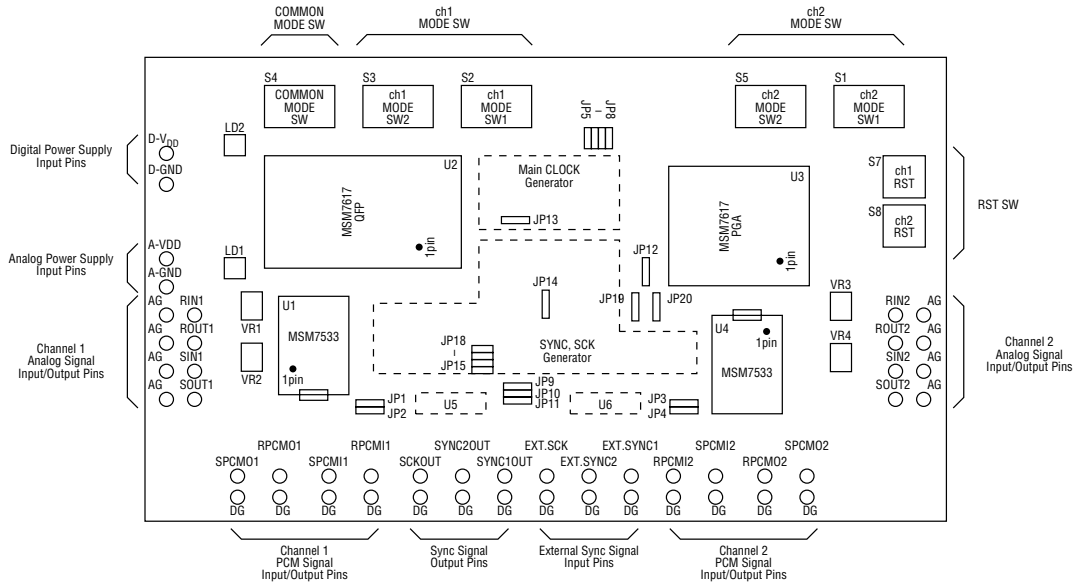 COMMON
MODE SW
ch1
MODE SW
ch2
MODE SW
S4
COMMON
MODE
SW
S3
ch1
MODE
SW2
S2
ch1
MODE
SW1
JP5
–
JP8
S5
ch2
MODE
SW2
S1
ch2
MODE
SW1
LD2
Digital Power Supply
Input Pins
D-VDD
D-GND
U2
MSM7617
QFP
1pin
Main CLOCK
Generator
JP13
U3
MSM7617
PGA
1pin
S7
ch1
RST
S8
ch2
RST
RST SW
Analog Power Supply
Input Pins
A-VDD
A-GND
LD1
JP12
JP14
JP19
JP20
VR3
VR4
Channel 1
Analog Signal
Input/Output Pins
AG
RIN1
AG
ROUT1
AG
SIN1
AG
SOUT1
VR1
VR2
U1
MSM7533
1pin
SYNC, SCK
Generator
JP18
–
JP15
U4
1pin
MSM7533
RIN2
AG
ROUT2
AG
SIN2
AG
SOUT2
AG
Channel 2
Analog Signal
Input/Output Pins
JP1
JP2
U5
JP9
JP10
JP11
U6
JP3
JP4
SPCMO1
RPCMO1
SPCMI1
RPCMI1
SCKOUT
SYNC2OUT
SYNC1OUT
EXT.SCK
EXT.SYNC2
EXT.SYNC1
RPCMI2
SPCMI2
RPCMO2
SPCMO2
DG
DG
DG
DG
DG
DG
DG
DG
DG
DG
DG
DG
DG
DG
Channel 1
PCM Signal
Input/Output Pins
Sync Signal
Output Pins
External Sync Signal
Input Pins
Channel 2
PCM Signal
Input/Output Pins